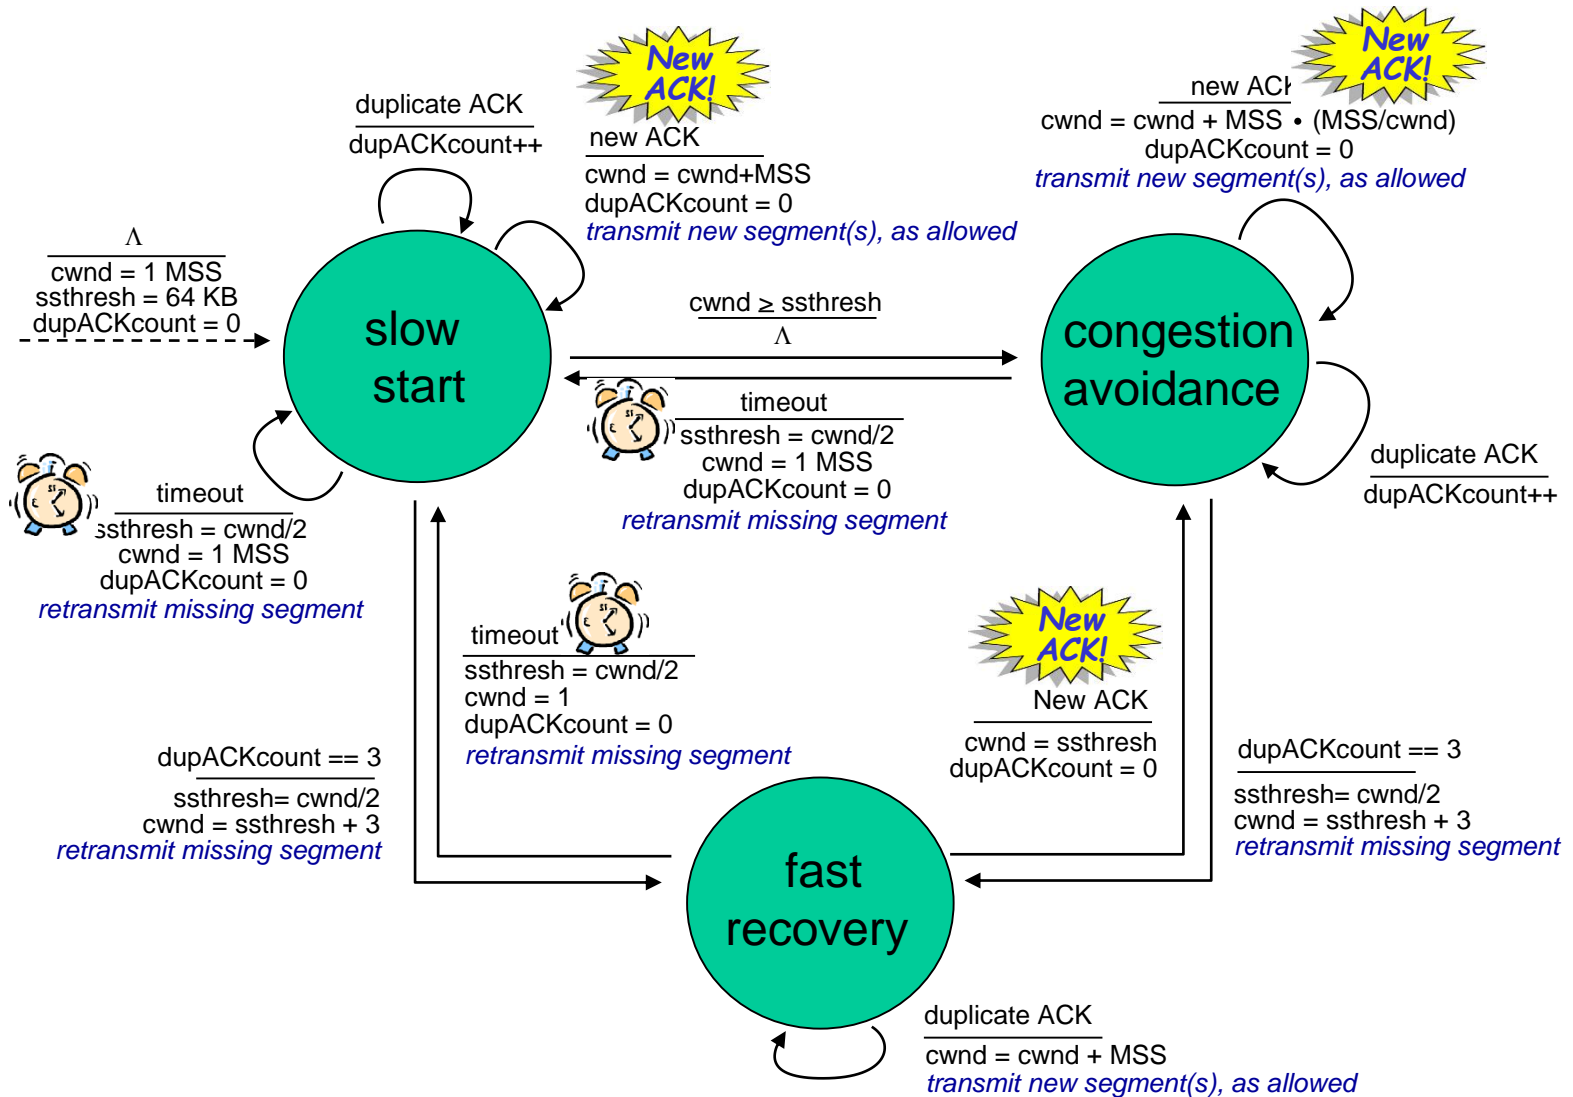 New
ACK!
New
ACK!
duplicate ACK
dupACKcount++
new ACK
cwnd = cwnd+MSS
dupACKcount = 0
transmit new segment(s), as allowed
new ACK
cwnd = cwnd + MSS • (MSS/cwnd)
dupACKcount = 0
transmit new segment(s), as allowed
Λ
cwnd = 1 MSS
ssthresh = 64 KB
dupACKcount = 0
slow
start
cwnd ≥ ssthresh
Λ
congestion
avoidance
timeout
ssthresh = cwnd/2
cwnd = 1 MSS
dupACKcount = 0
retransmit missing segment
duplicate ACK
dupACKcount++
timeout
ssthresh = cwnd/2
cwnd = 1 MSS
dupACKcount = 0
retransmit missing segment
timeout
ssthresh = cwnd/2
cwnd = 1
dupACKcount = 0
retransmit missing segment
New
ACK!
New ACK
cwnd = ssthresh
dupACKcount = 0
dupACKcount == 3
ssthresh= cwnd/2
cwnd = ssthresh + 3
retransmit missing segment
dupACKcount == 3
ssthresh= cwnd/2
cwnd = ssthresh + 3
retransmit missing segment
fast
recovery
duplicate ACK
cwnd = cwnd + MSS
transmit new segment(s), as allowed